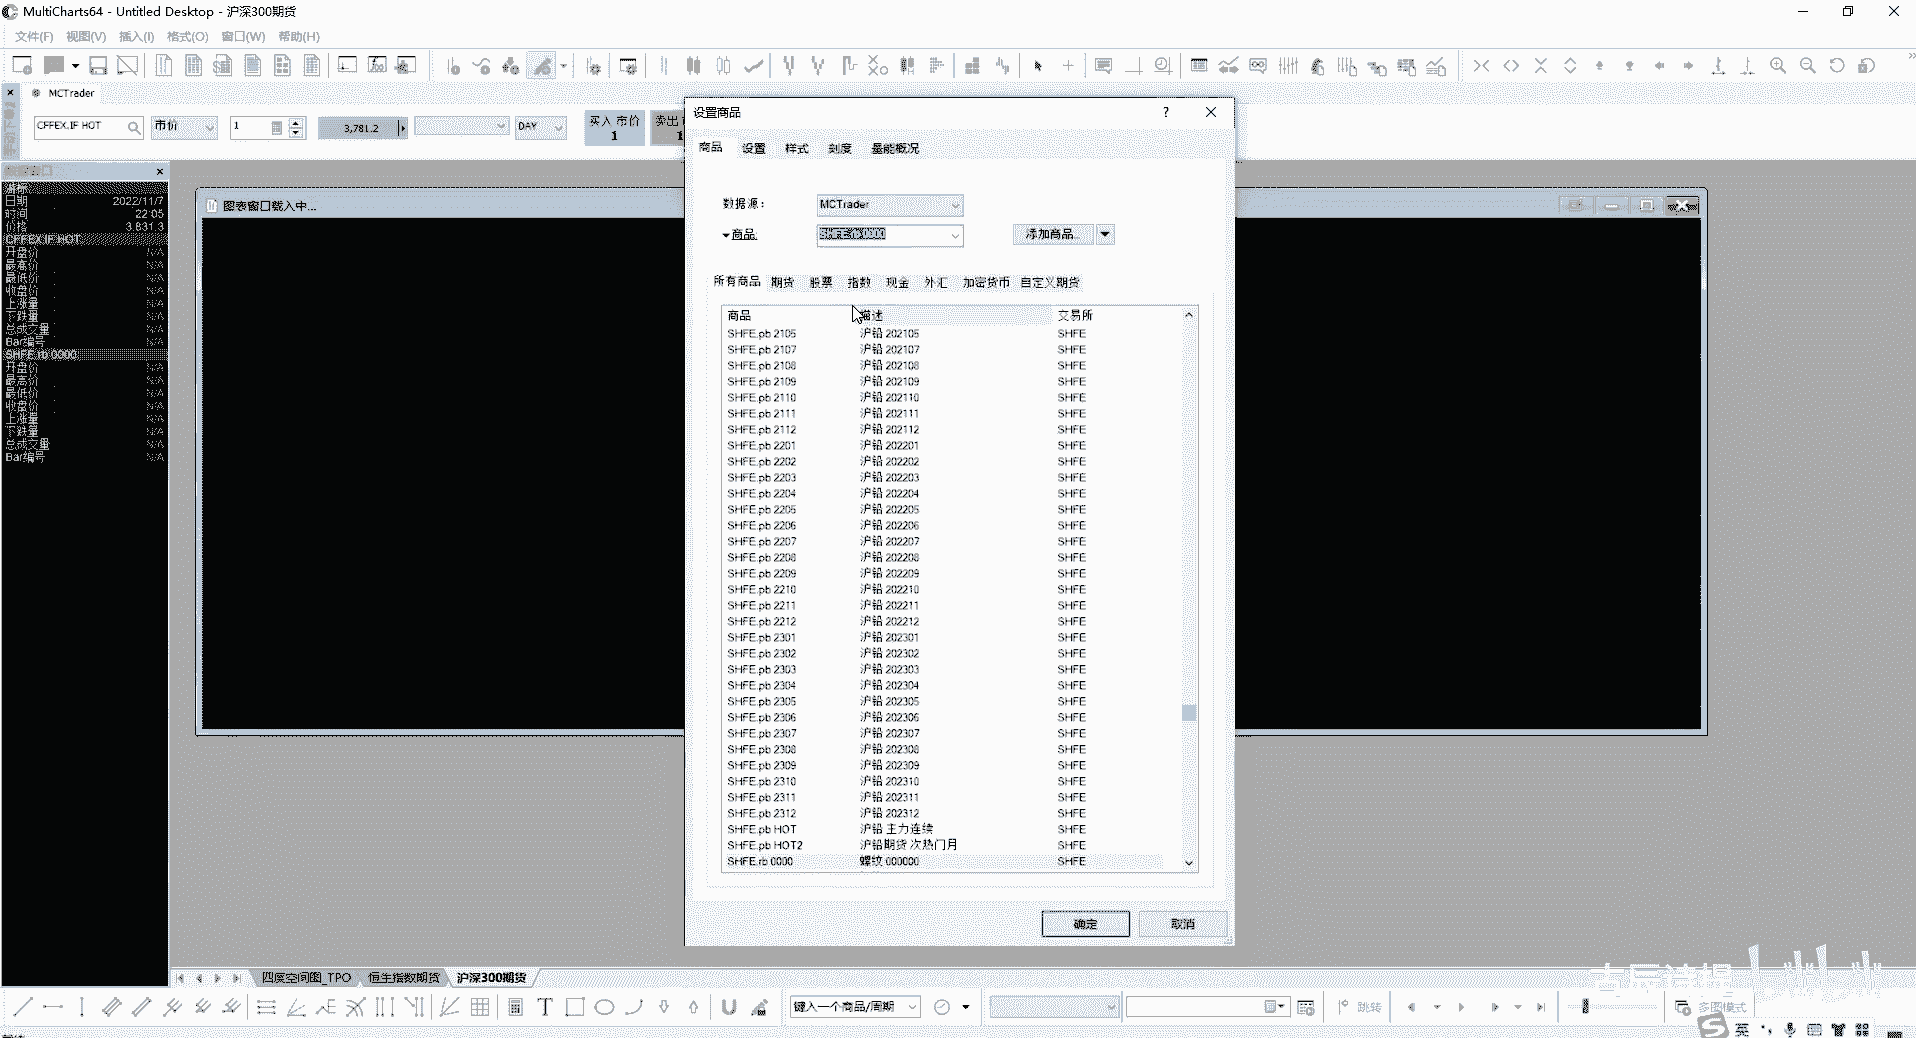 MultiCharts64 - Untitled Desktop - 沪深300期货
文件(F) 视图(V) 插入(I) 格式(O) 窗口(W) 帮助(H)
MCTrader
CFFEX.IF HOT 市价 1 3,781.2 DAY 买入 市价 1
日期 2022/11/7
时间 22:05
价格 3,831.3
CFFEX.IF HOT
开盘价 N/A
最高价 N/A
最低价 N/A
收盘价 N/A
上涨量 N/A
下跌量 N/A
总成交量 N/A
Bar编号 N/A
SHFE.rb 0000
开盘价 N/A
最高价 N/A
最低价 N/A
收盘价 N/A
上涨量 N/A
下跌量 N/A
总成交量 N/A
Bar编号 N/A
图表窗口载入中...
设置商品
商品 设置 样式 刻度 量能概况
数据源: MCTrader
商品: SHFE.rb 0000 添加商品...
所有商品 期货 股票 指数 现金 外汇 加密货币 自定义期货
商品 描述 交易所
SHFE.pb 2105 沪铅 202105 SHFE
SHFE.pb 2107 沪铅 202107 SHFE
SHFE.pb 2108 沪铅 202108 SHFE
SHFE.pb 2109 沪铅 202109 SHFE
SHFE.pb 2110 沪铅 202110 SHFE
SHFE.pb 2111 沪铅 202111 SHFE
SHFE.pb 2112 沪铅 202112 SHFE
SHFE.pb 2201 沪铅 202201 SHFE
SHFE.pb 2202 沪铅 202202 SHFE
SHFE.pb 2203 沪铅 202203 SHFE
SHFE.pb 2204 沪铅 202204 SHFE
SHFE.pb 2205 沪铅 202205 SHFE
SHFE.pb 2206 沪铅 202206 SHFE
SHFE.pb 2207 沪铅 202207 SHFE
SHFE.pb 2208 沪铅 202208 SHFE
SHFE.pb 2209 沪铅 202209 SHFE
SHFE.pb 2210 沪铅 202210 SHFE
SHFE.pb 2211 沪铅 202211 SHFE
SHFE.pb 2212 沪铅 202212 SHFE
SHFE.pb 2301 沪铅 202301 SHFE
SHFE.pb 2302 沪铅 202302 SHFE
SHFE.pb 2303 沪铅 202303 SHFE
SHFE.pb 2304 沪铅 202304 SHFE
SHFE.pb 2305 沪铅 202305 SHFE
SHFE.pb 2306 沪铅 202306 SHFE
SHFE.pb 2307 沪铅 202307 SHFE
SHFE.pb 2308 沪铅 202308 SHFE
SHFE.pb 2309 沪铅 202309 SHFE
SHFE.pb 2310 沪铅 202310 SHFE
SHFE.pb 2311 沪铅 202311 SHFE
SHFE.pb 2312 沪铅 202312 SHFE
SHFE.pb HOT 沪铅 主力连续 SHFE
SHFE.pb HOT2 沪铅期货 次热门月 SHFE
SHFE.rb 0000 螺纹 000000 SHFE
确定 取消
四度空间图_TPO 恒生指数期货 沪深300期货
键入一个商品/周期 跳转 多图模式
英